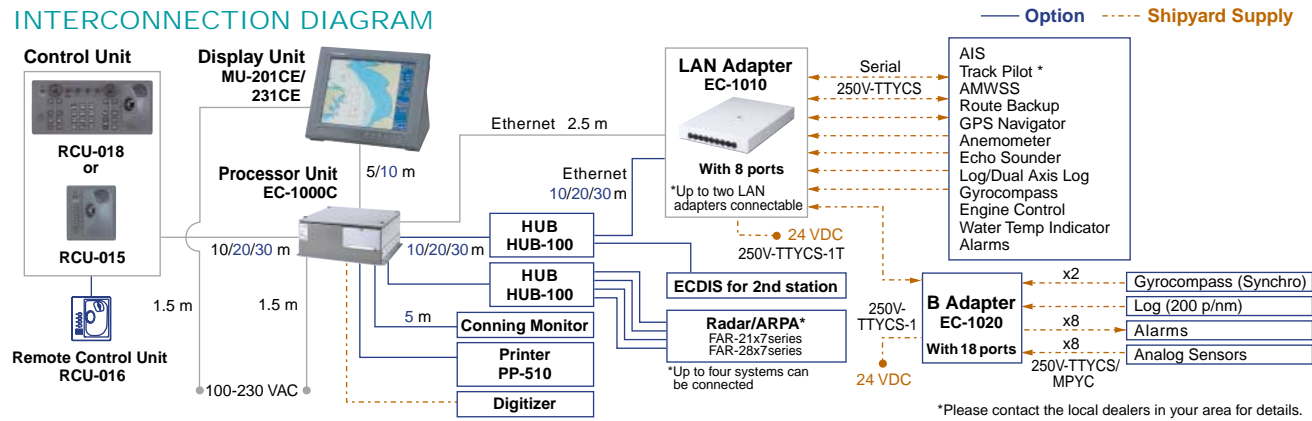 INTERCONNECTION DIAGRAM
Option
Shipyard Supply
Control Unit
RCU-018
or
RCU-015
Remote Control Unit
RCU-016
Display Unit
MU-201CE/
231CE
Processor Unit
EC-1000C
5/10 m
10/20/30 m
10/20/30 m
1.5 m
1.5 m
100-230 VAC
5 m
Ethernet 2.5 m
Ethernet
10/20/30 m
HUB
HUB-100
HUB
HUB-100
Conning Monitor
Printer
PP-510
Digitizer
LAN Adapter
EC-1010
With 8 ports
*Up to two LAN
adapters connectable
24 VDC
250V-TTYCS-1T
ECDIS for 2nd station
Radar/ARPA*
FAR-21x7series
FAR-28x7series
*Up to four systems can
be connected
Serial
250V-TTYCS
AIS
Track Pilot *
AMWSS
Route Backup
GPS Navigator
Anemometer
Echo Sounder
Log/Dual Axis Log
Gyrocompass
Engine Control
Water Temp Indicator
Alarms
250V-
TTYCS-1
24 VDC
B Adapter
EC-1020
With 18 ports
x2
x8
x8
250V-TTYCS/
MPYC
Gyrocompass (Synchro)
Log (200 p/nm)
Alarms
Analog Sensors
*Please contact the local dealers in your area for details.